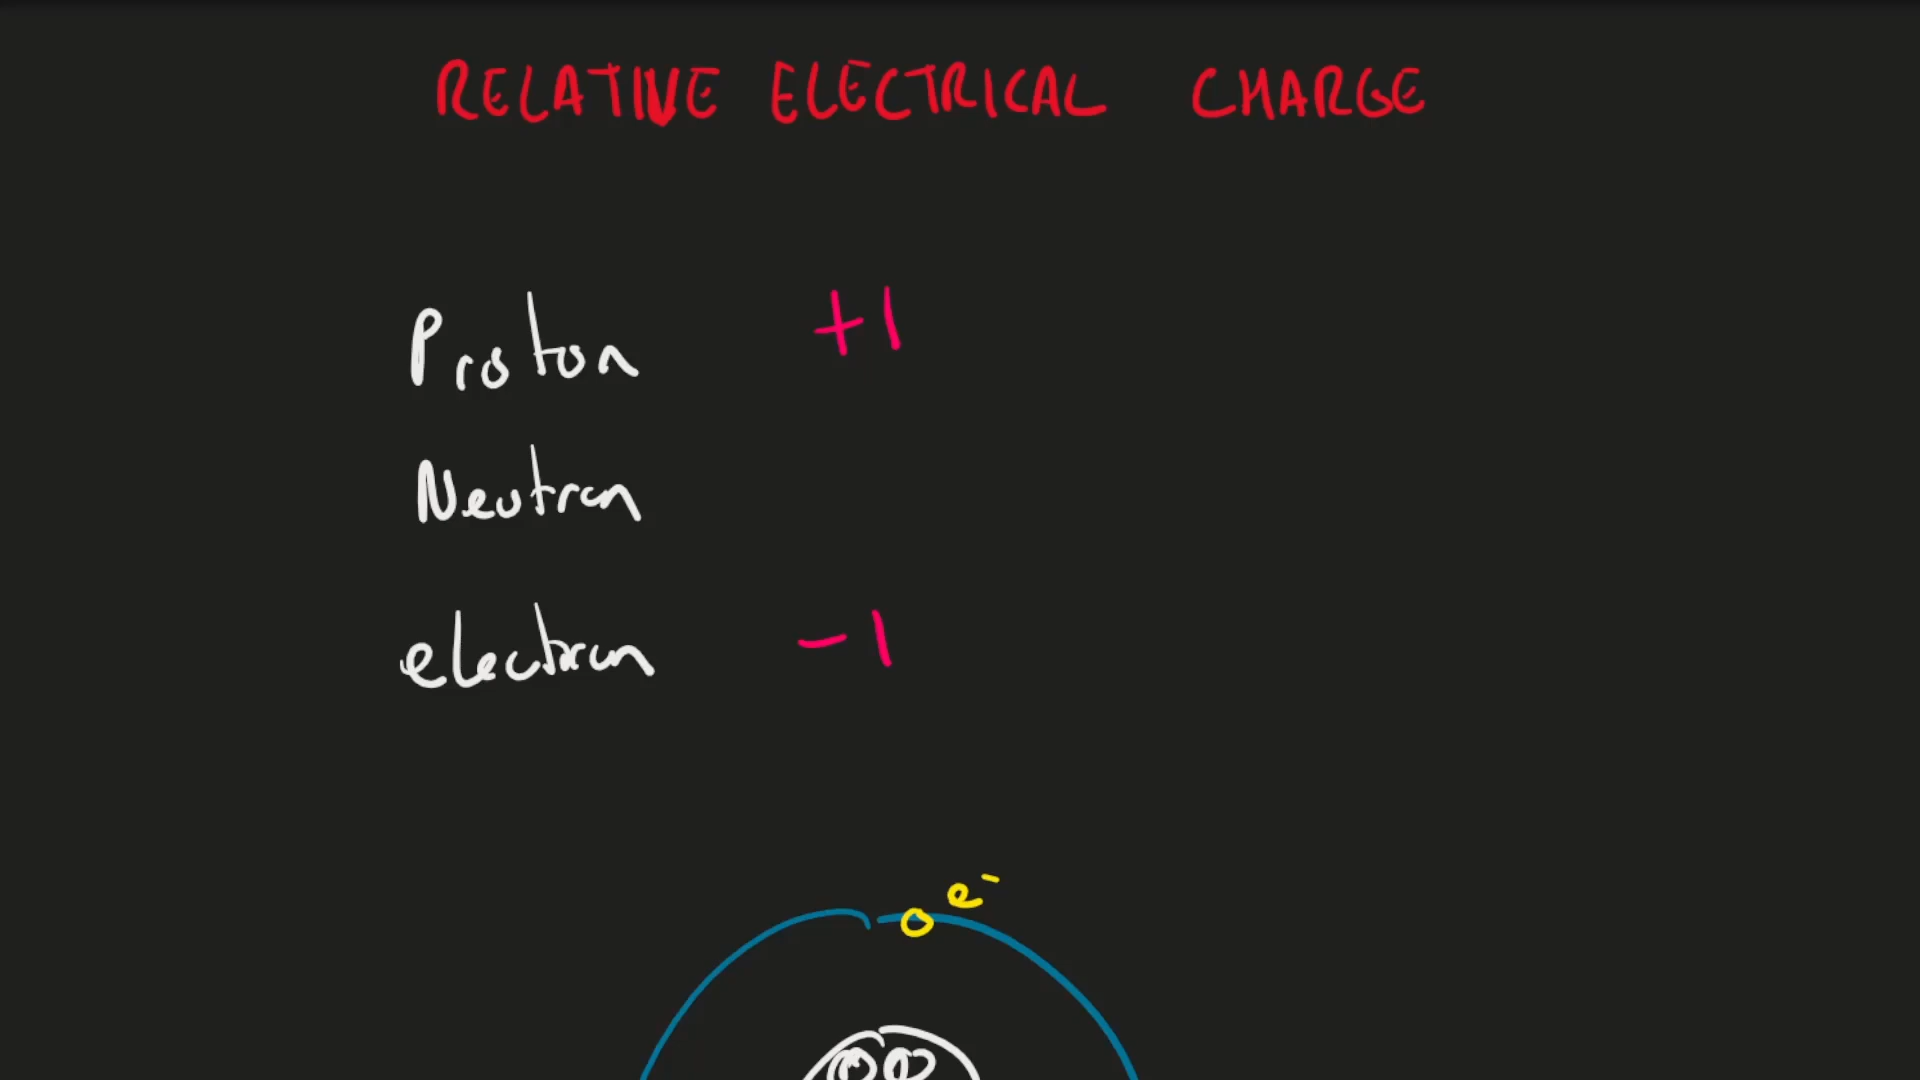 RELATIVE ELECTRICAL CHARGE
Proton +1
Neutron
electron -1
e-